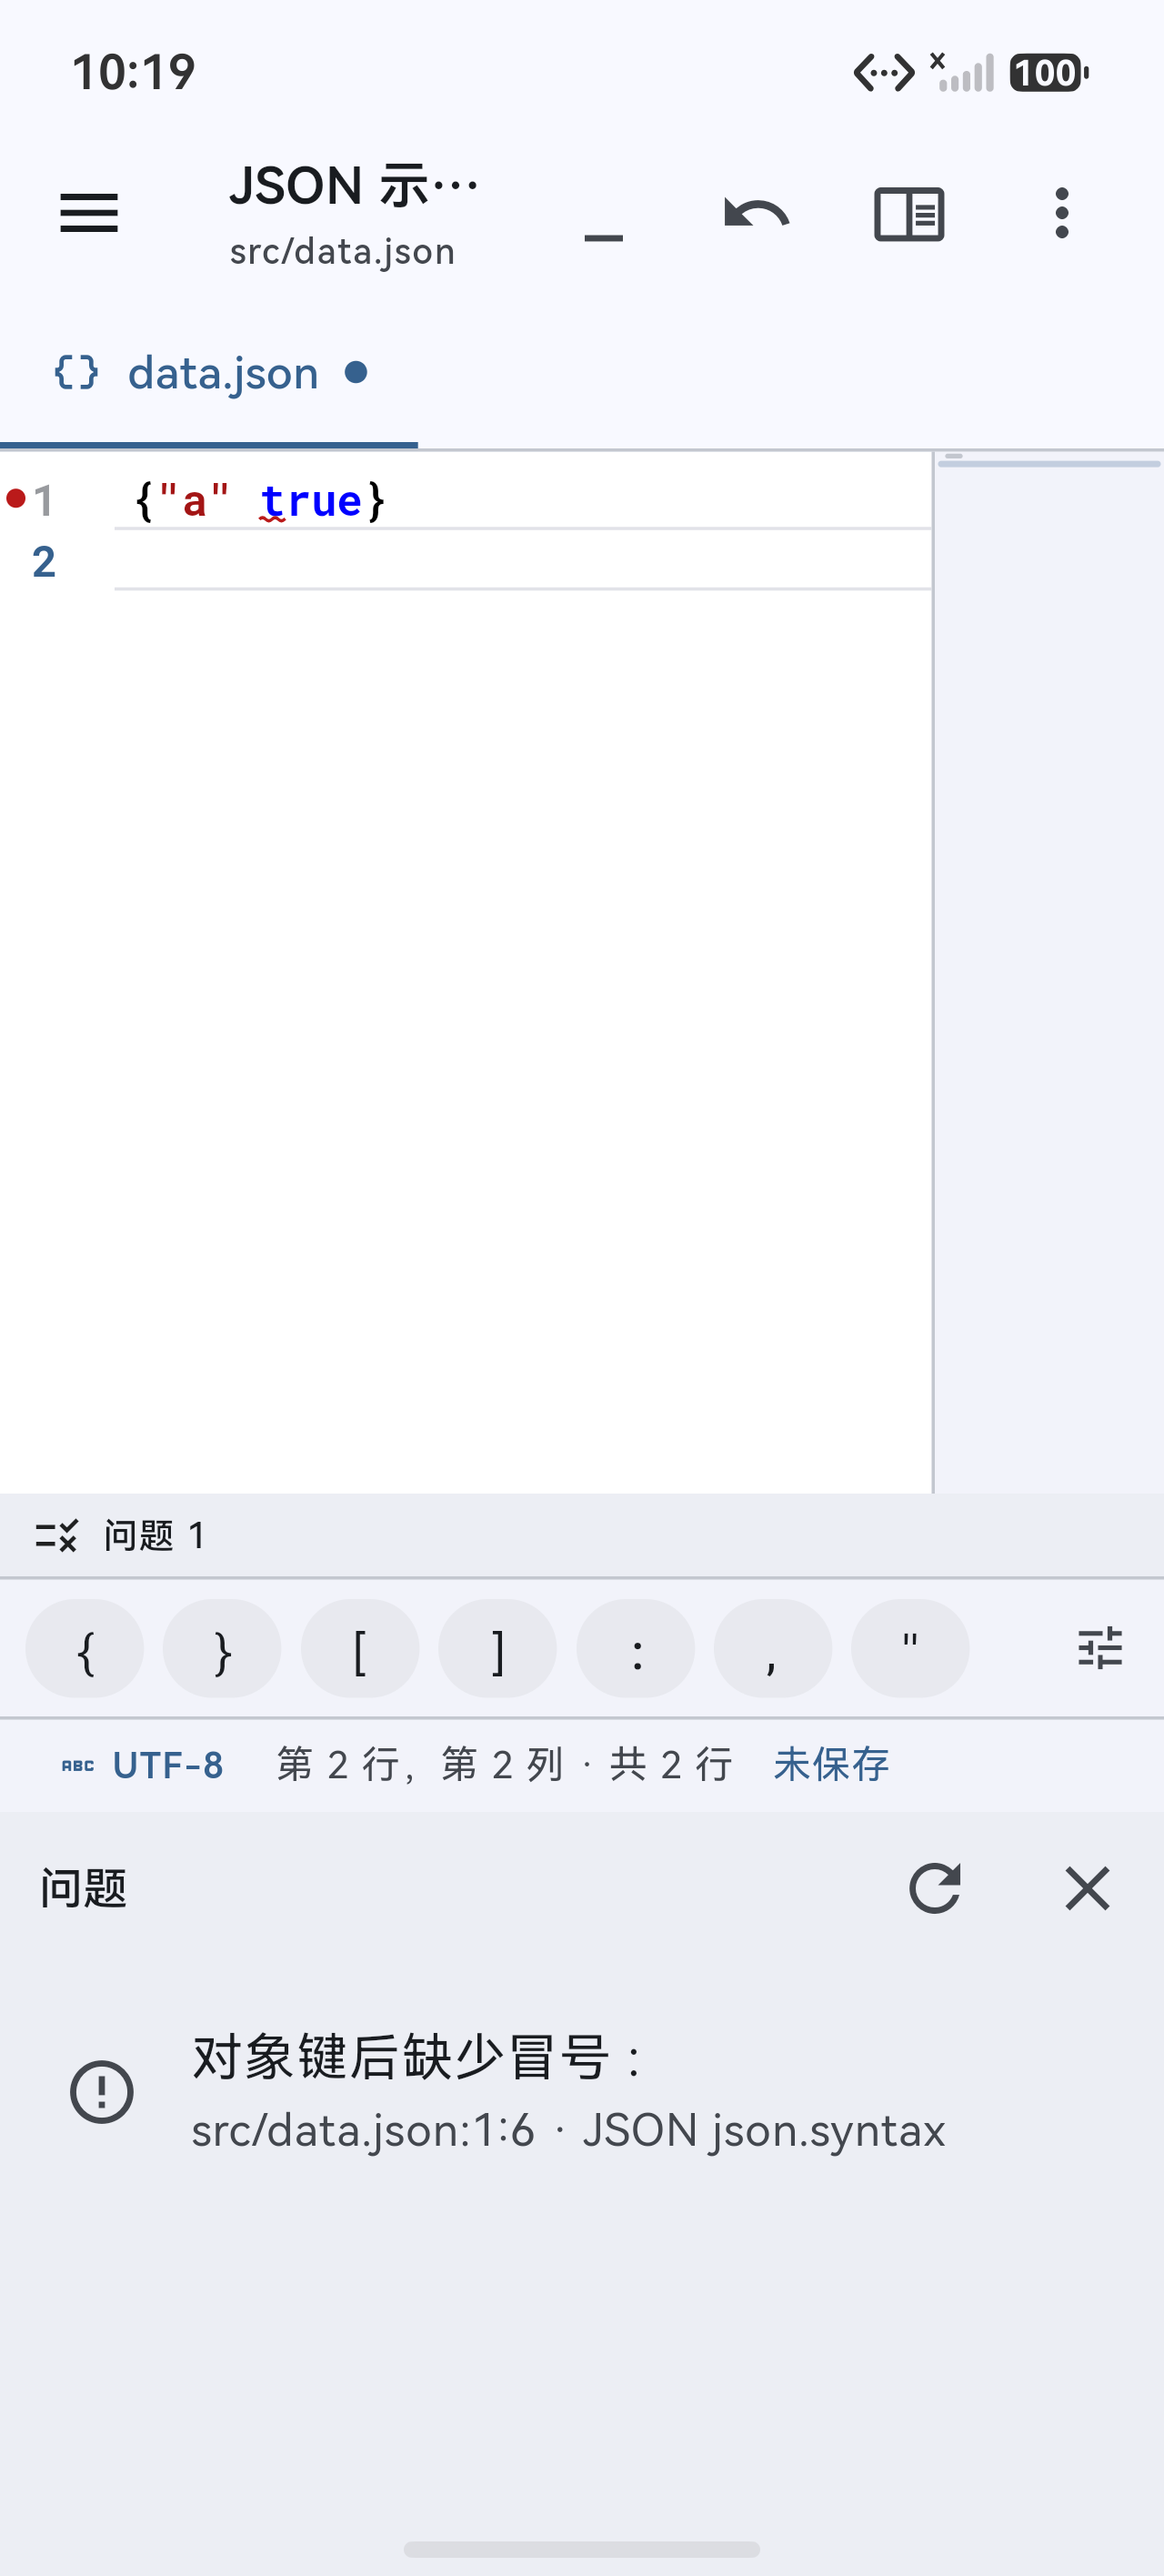 10:19
100
JSON 示…
src/data.json
data.json
1 {"a" true}
2
问题 1
{ } [ ] : , "
ABC UTF-8 第 2 行, 第 2 列 · 共 2 行 未保存
问题
对象键后缺少冒号 :
src/data.json:1:6 · JSON json.syntax